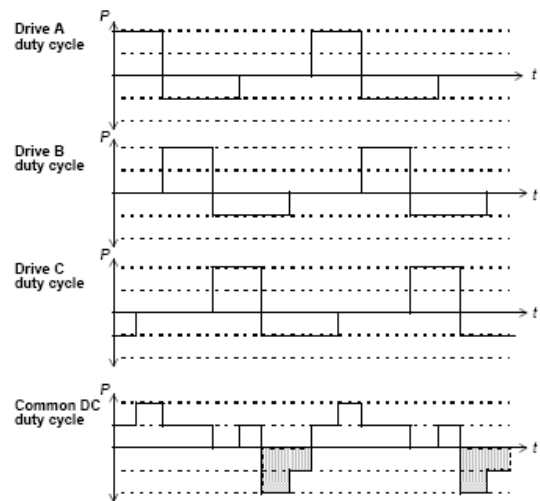 P
Drive A
duty cycle
t
P
Drive B
duty cycle
t
P
Drive C
duty cycle
t
P
Common DC
duty cycle
t